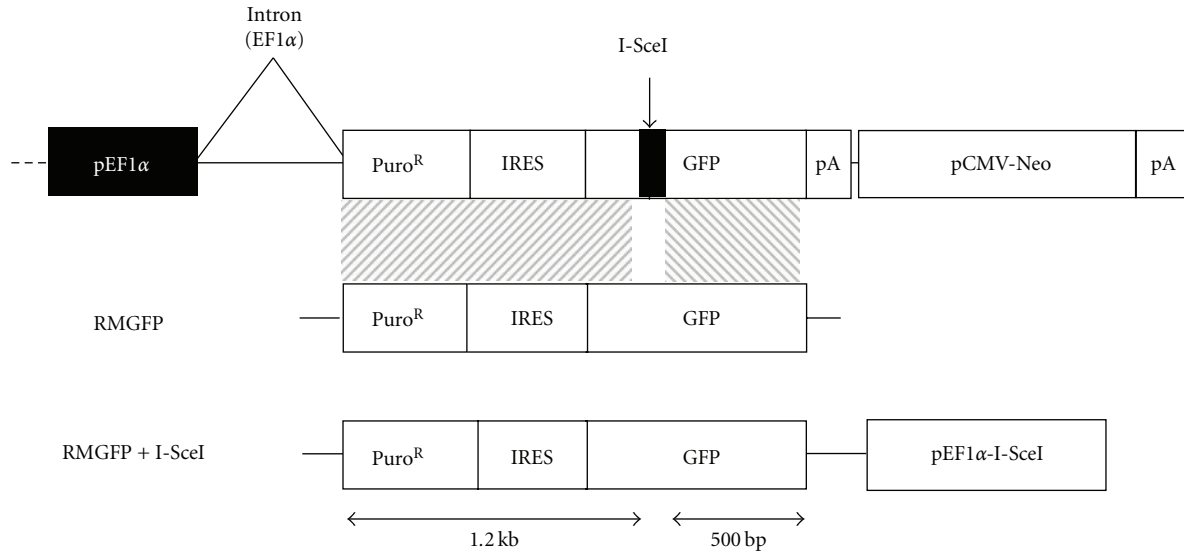 Intron
(EF1α)
I-SceI
pEF1α
Puro^R
IRES
GFP
pA
pCMV-Neo
pA
RMGFP
Puro^R
IRES
GFP
RMGFP + I-SceI
Puro^R
IRES
GFP
pEF1α-I-SceI
1.2 kb
500 bp